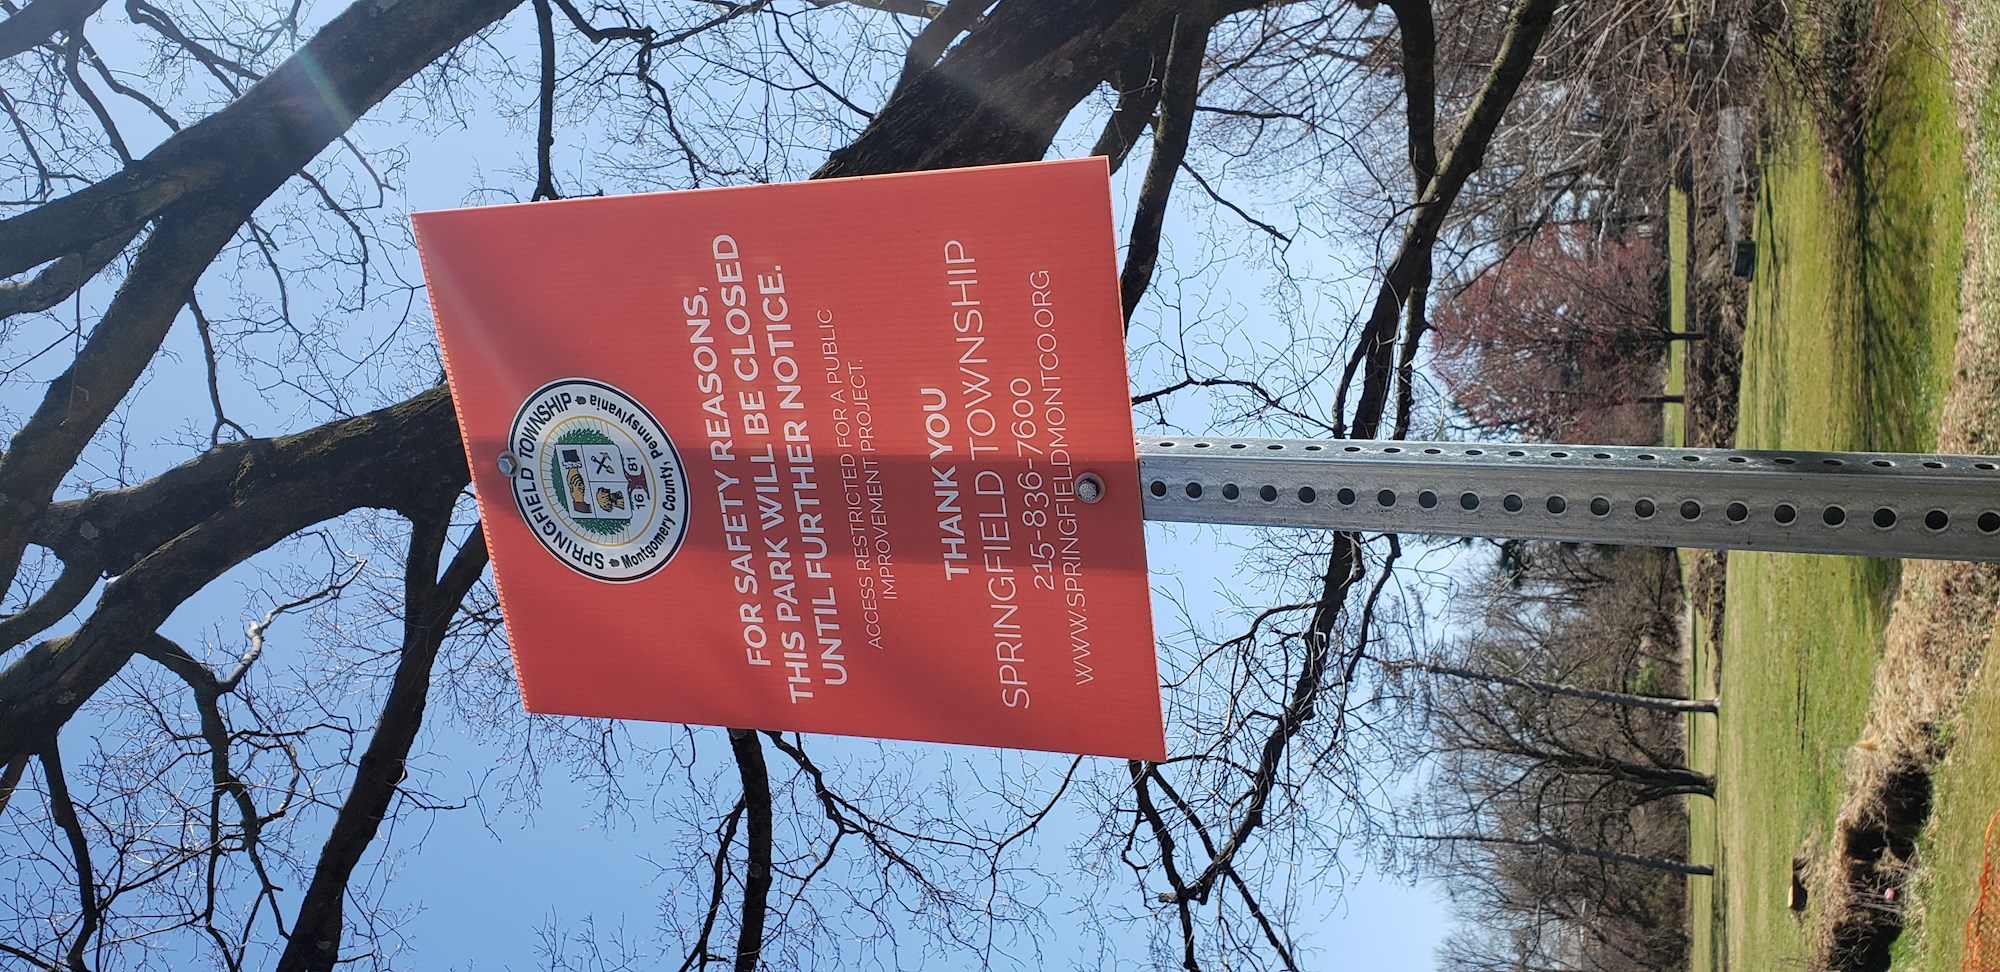 SPRINGFIELD TOWNSHIP
Montgomery County, Pennsylvania
16 81
FOR SAFETY REASONS,
THIS PARK WILL BE CLOSED
UNTIL FURTHER NOTICE.
ACCESS RESTRICTED FOR A PUBLIC
IMPROVEMENT PROJECT.
THANK YOU
SPRINGFIELD TOWNSHIP
215-836-7600
WWW.SPRINGFIELDMONTCO.ORG